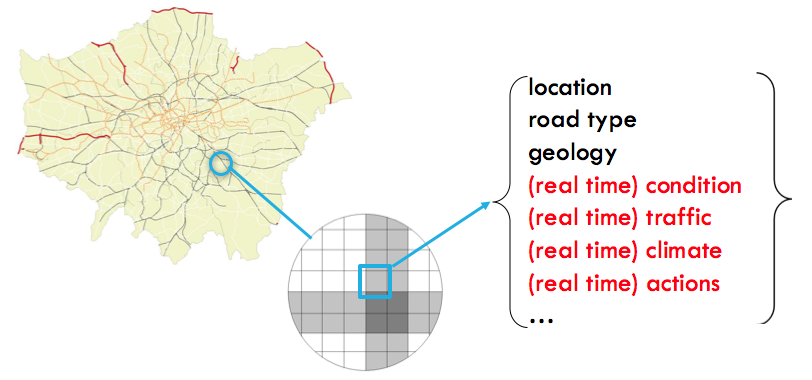 location
road type
geology
(real time) condition
(real time) traffic
(real time) climate
(real time) actions
...